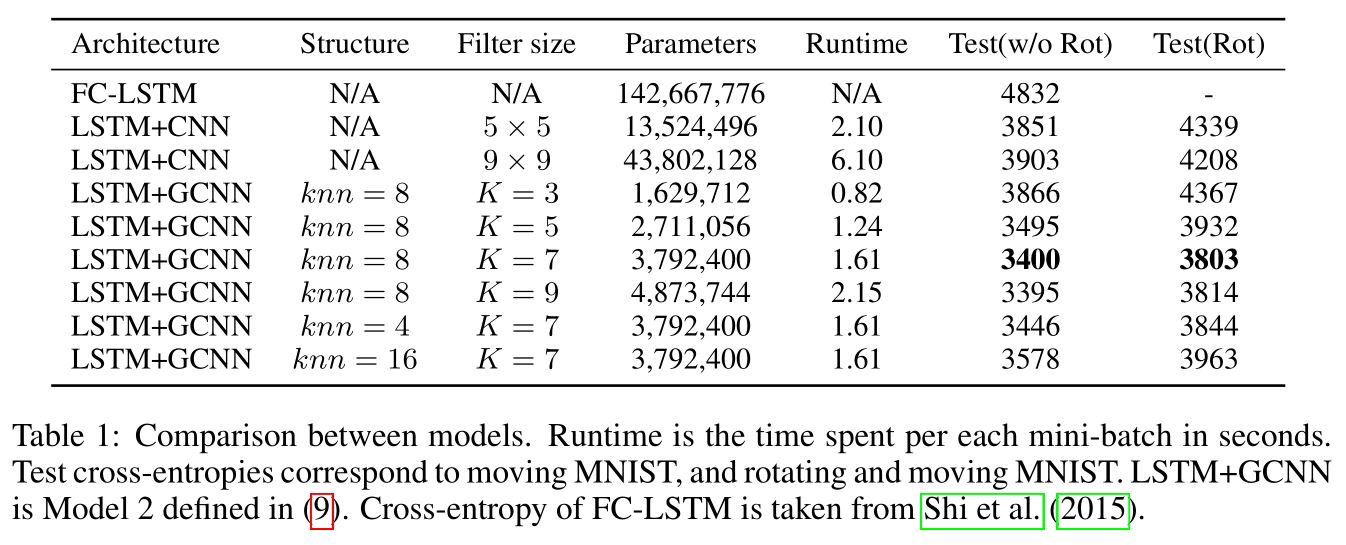 Architecture Structure Filter size Parameters Runtime Test(w/o Rot) Test(Rot)
FC-LSTM N/A N/A 142,667,776 N/A 4832 -
LSTM+CNN N/A 5 × 5 13,524,496 2.10 3851 4339
LSTM+CNN N/A 9 × 9 43,802,128 6.10 3903 4208
LSTM+GCNN knn = 8 K = 3 1,629,712 0.82 3866 4367
LSTM+GCNN knn = 8 K = 5 2,711,056 1.24 3495 3932
LSTM+GCNN knn = 8 K = 7 3,792,400 1.61 3400 3803
LSTM+GCNN knn = 8 K = 9 4,873,744 2.15 3395 3814
LSTM+GCNN knn = 4 K = 7 3,792,400 1.61 3446 3844
LSTM+GCNN knn = 16 K = 7 3,792,400 1.61 3578 3963
Table 1: Comparison between models. Runtime is the time spent per each mini-batch in seconds.
Test cross-entropies correspond to moving MNIST, and rotating and moving MNIST. LSTM+GCNN
is Model 2 defined in (9). Cross-entropy of FC-LSTM is taken from Shi et al. (2015).